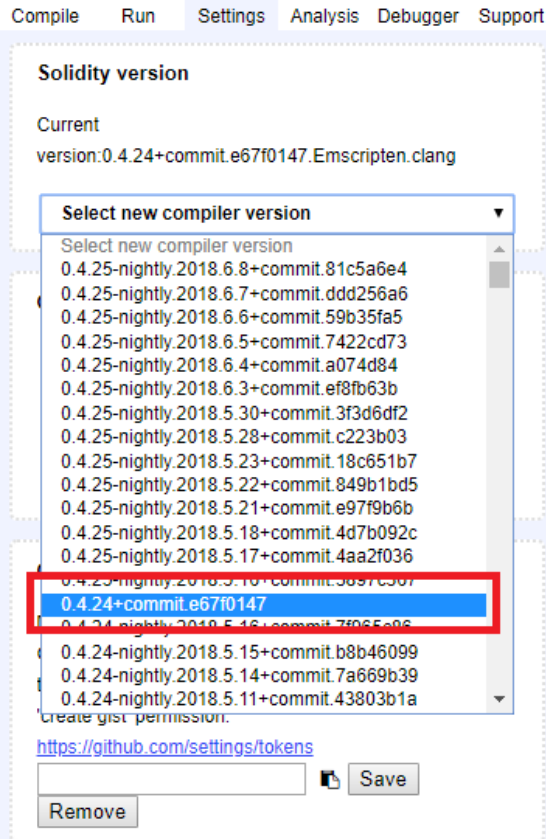 Compile Run Settings Analysis Debugger Support
Solidity version
Current
version:0.4.24+commit.e67f0147.Emscripten.clang
Select new compiler version
Select new compiler version
0.4.25-nightly.2018.6.8+commit.81c5a6e4
0.4.25-nightly.2018.6.7+commit.ddd256a6
0.4.25-nightly.2018.6.6+commit.59b35fa5
0.4.25-nightly.2018.6.5+commit.7422cd73
0.4.25-nightly.2018.6.4+commit.a074d84
0.4.25-nightly.2018.6.3+commit.ef8fb63b
0.4.25-nightly.2018.5.30+commit.3f3d6df2
0.4.25-nightly.2018.5.28+commit.c223b03
0.4.25-nightly.2018.5.23+commit.18c651b7
0.4.25-nightly.2018.5.22+commit.849b1bd5
0.4.25-nightly.2018.5.21+commit.e97f9b6b
0.4.25-nightly.2018.5.18+commit.4d7b092c
0.4.25-nightly.2018.5.17+commit.4aa2f036
0.4.24+commit.e67f0147
0.4.24-nightly.2018.5.15+commit.b8b46099
0.4.24-nightly.2018.5.14+commit.7a669b39
0.4.24-nightly.2018.5.11+commit.43803b1a
'create gist' permission.
https://github.com/settings/tokens
Save
Remove